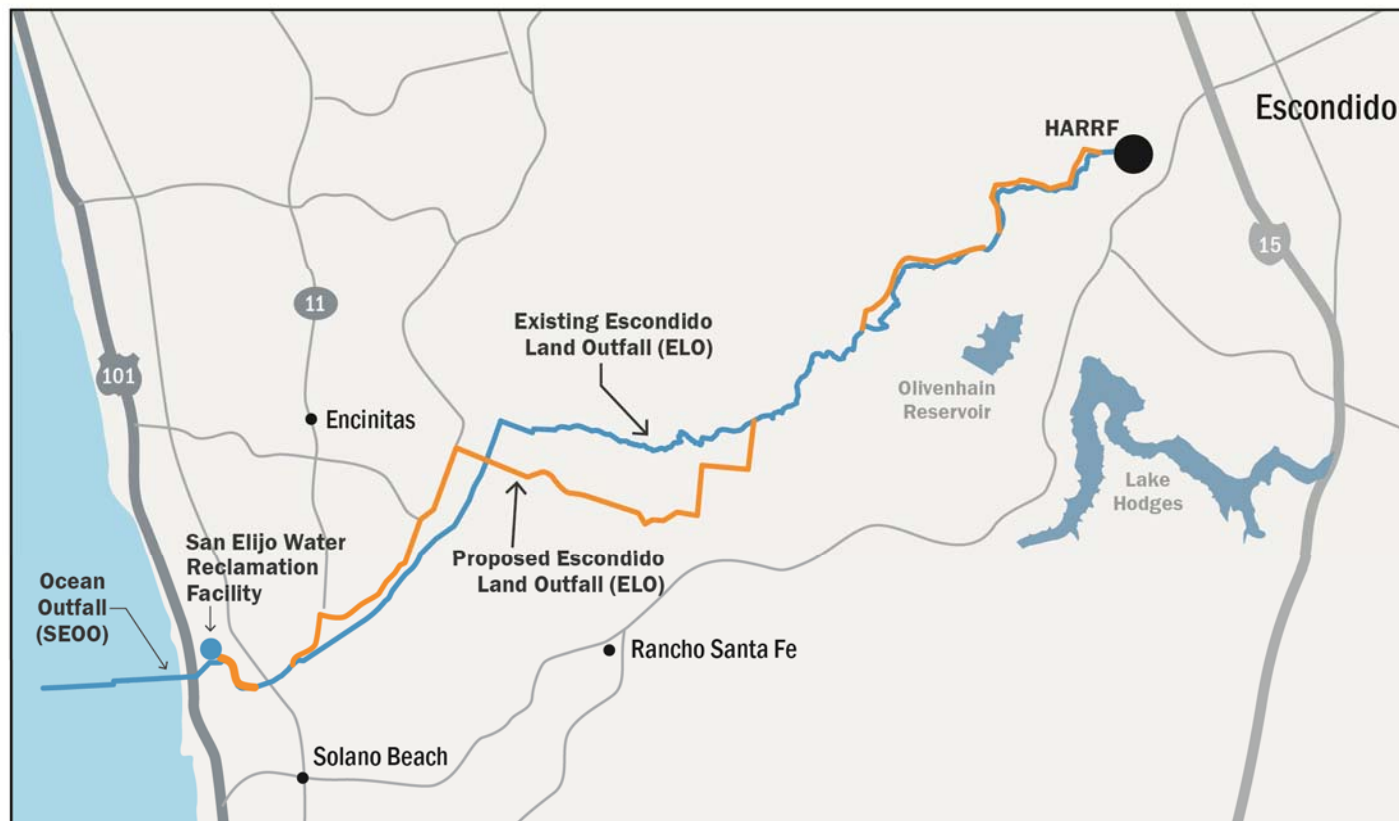 Escondido
HARRF
15
11
Existing Escondido
Land Outfall (ELO)
101
Olivenhain
Reservoir
Encinitas
Lake
Hodges
San Elijo Water
Reclamation
Facility
Proposed Escondido
Land Outfall (ELO)
Ocean
Outfall
(SEOO)
Rancho Santa Fe
Solano Beach